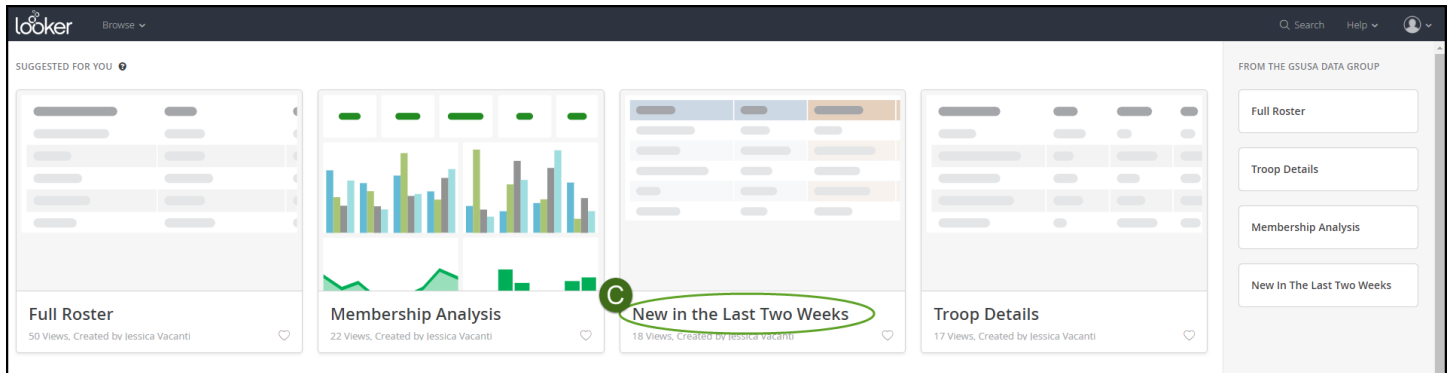 looker
Browse
Search
Help
SUGGESTED FOR YOU ?
FROM THE GSUSA DATA GROUP
Full Roster
50 Views, Created by Jessica Vacanti
Membership Analysis
22 Views, Created by Jessica Vacanti
C
New in the Last Two Weeks
18 Views, Created by Jessica Vacanti
Troop Details
17 Views, Created by Jessica Vacanti
Full Roster
Troop Details
Membership Analysis
New In The Last Two Weeks